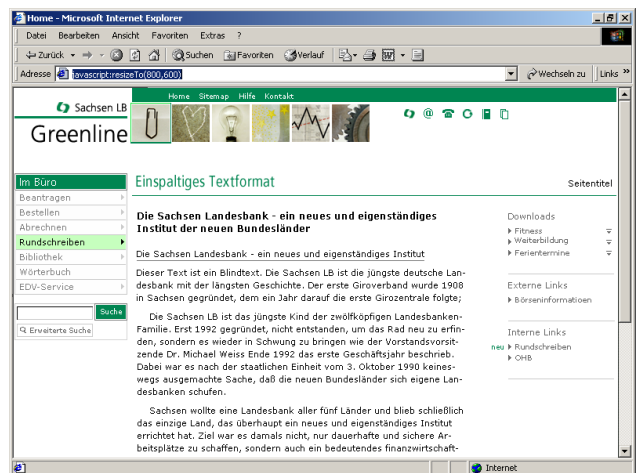 Home - Microsoft Internet Explorer
Datei Bearbeiten Ansicht Favoriten Extras ?
Zurück Suchen Favoriten Verlauf
Adresse javascript:resizeTo(800,600) Wechseln zu Links »
Home Sitemap Hilfe Kontakt
Sachsen LB
Greenline
Im Büro
Beantragen
Bestellen
Abrechnen
Rundschreiben
Bibliothek
Wörterbuch
EDV-Service
Suche
Erweiterte Suche
Einspaltiges Textformat
Seitentitel
Die Sachsen Landesbank - ein neues und eigenständiges
Institut der neuen Bundesländer
Die Sachsen Landesbank - ein neues und eigenständiges Institut
Dieser Text ist ein Blindtext. Die Sachsen LB ist die jüngste deutsche Lan-
desbank mit der längsten Geschichte. Der erste Giroverband wurde 1908
in Sachsen gegründet, dem ein Jahr darauf die erste Girozentrale folgte;
Die Sachsen LB ist das jüngste Kind der zwölfköpfigen Landesbanken-
Familie. Erst 1992 gegründet, nicht entstanden, um das Rad neu zu erfin-
den, sondern es wieder in Schwung zu bringen wie der Vorstandsvorsit-
zende Dr. Michael Weiss Ende 1992 das erste Geschäftsjahr beschrieb.
Dabei war es nach der staatlichen Einheit vom 3. Oktober 1990 keines-
wegs ausgemachte Sache, daß die neuen Bundesländer sich eigene Lan-
desbanken schufen.
Sachsen wollte eine Landesbank aller fünf Länder und blieb schließlich
das einzige Land, das überhaupt ein neues und eigenständiges Institut
errichtet hat. Ziel war es damals nicht, nur dauerhafte und sichere Ar-
beitsplätze zu schaffen, sondern auch ein bedeutendes finanzwirtschaft-
Downloads
Fitness
Weiterbildung
Ferientermine
Externe Links
Börseninformatioen
Interne Links
neu Rundschreiben
OHB
Internet